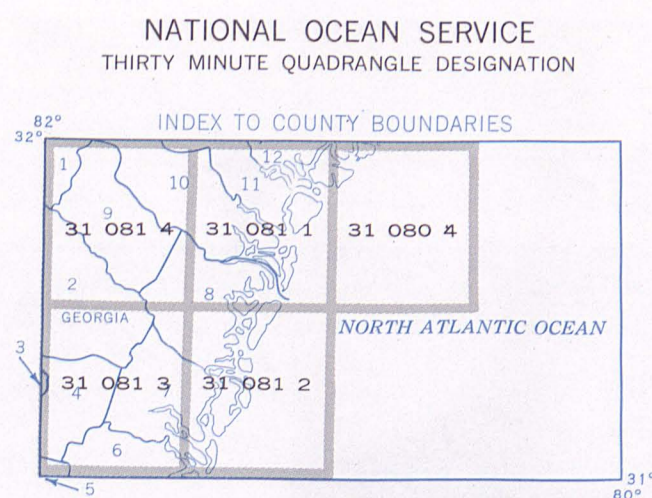 NATIONAL OCEAN SERVICE
THIRTY MINUTE QUADRANGLE DESIGNATION
INDEX TO COUNTY BOUNDARIES
82°
32°
1
12
10
11
9
31 081 4
31 081 1
31 080 4
2
8
GEORGIA
NORTH ATLANTIC OCEAN
3
31 081 3
31 081 2
4
7
6
5
31°
80°